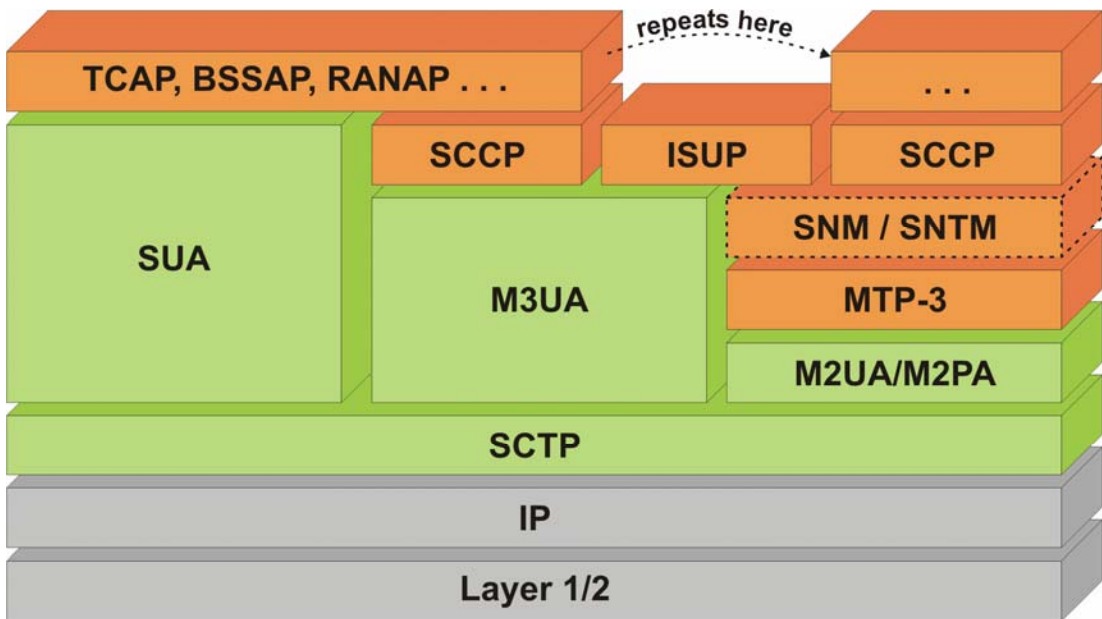 repeats here
TCAP, BSSAP, RANAP . . .
. . .
SCCP
ISUP
SCCP
SUA
M3UA
SNM / SNTM
MTP-3
M2UA/M2PA
SCTP
IP
Layer 1/2